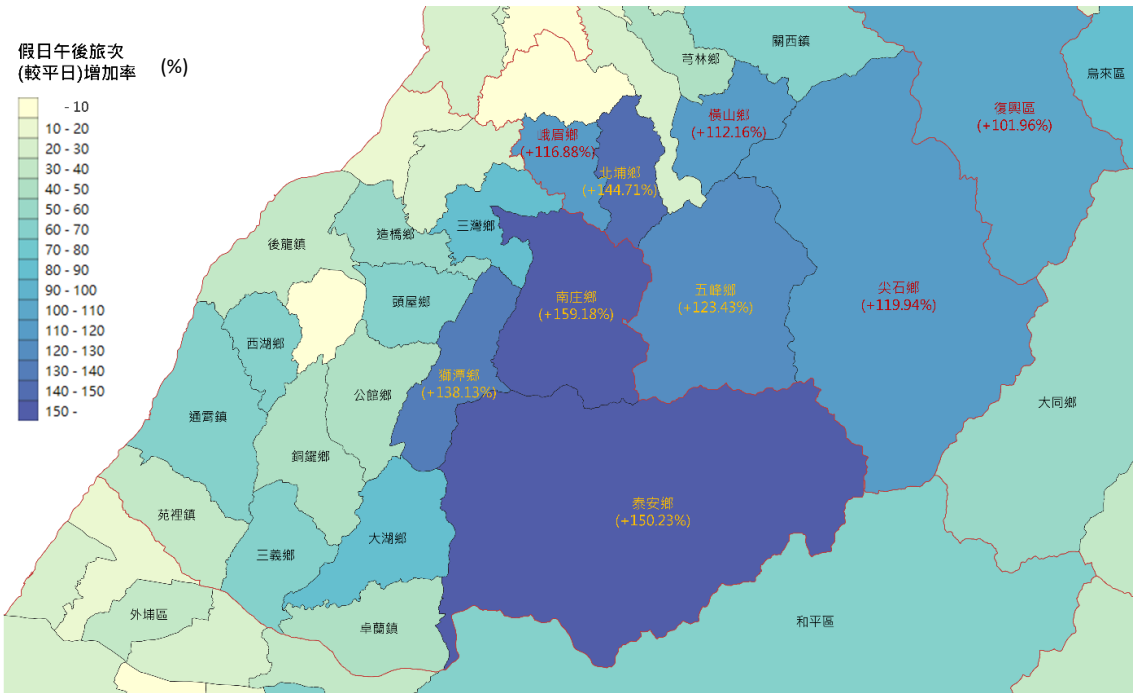 假日午後旅次
(較平日)增加率 (%)
- 10
10 - 20
20 - 30
30 - 40
40 - 50
50 - 60
60 - 70
70 - 80
80 - 90
90 - 100
100 - 110
110 - 120
120 - 130
130 - 140
140 - 150
150 -
關西鎮
芎林鄉
烏來區
橫山鄉
(+112.16%)
復興區
(+101.96%)
峨眉鄉
(+116.88%)
北埔鄉
(+144.71%)
三灣鄉
造橋鄉
後龍鎮
南庄鄉
(+159.18%)
五峰鄉
(+123.43%)
尖石鄉
(+119.94%)
頭屋鄉
西湖鄉
獅潭鄉
(+138.13%)
公館鄉
大同鄉
通霄鎮
銅鑼鄉
泰安鄉
(+150.23%)
苑裡鎮
大湖鄉
三義鄉
外埔區
卓蘭鎮
和平區